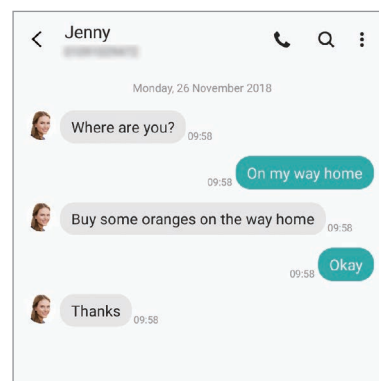 Jenny
Monday, 26 November 2018
Where are you?
09:58
On my way home
09:58
Buy some oranges on the way home
09:58
Okay
09:58
Thanks
09:58